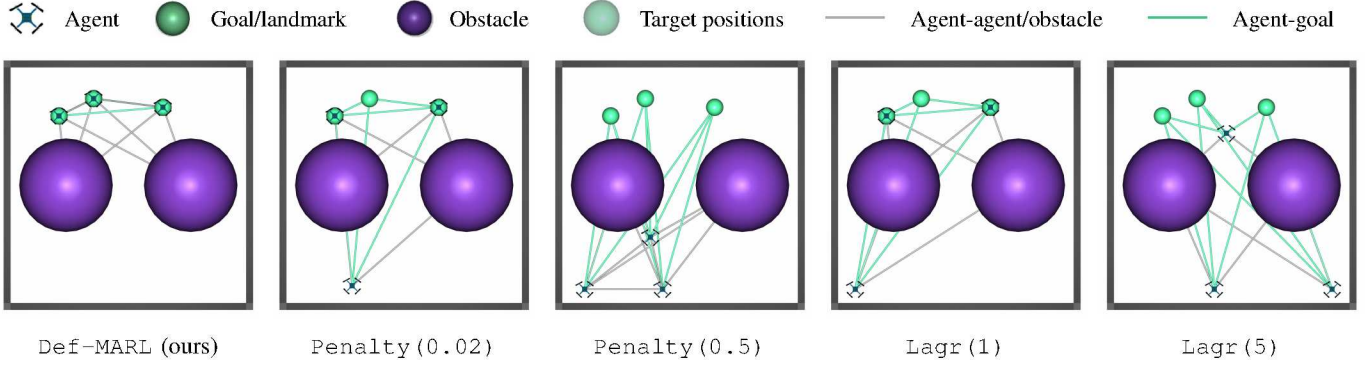 Agent Goal/landmark Obstacle Target positions Agent-agent/obstacle Agent-goal
Def-MARL (ours) Penalty(0.02) Penalty(0.5) Lagr(1) Lagr(5)